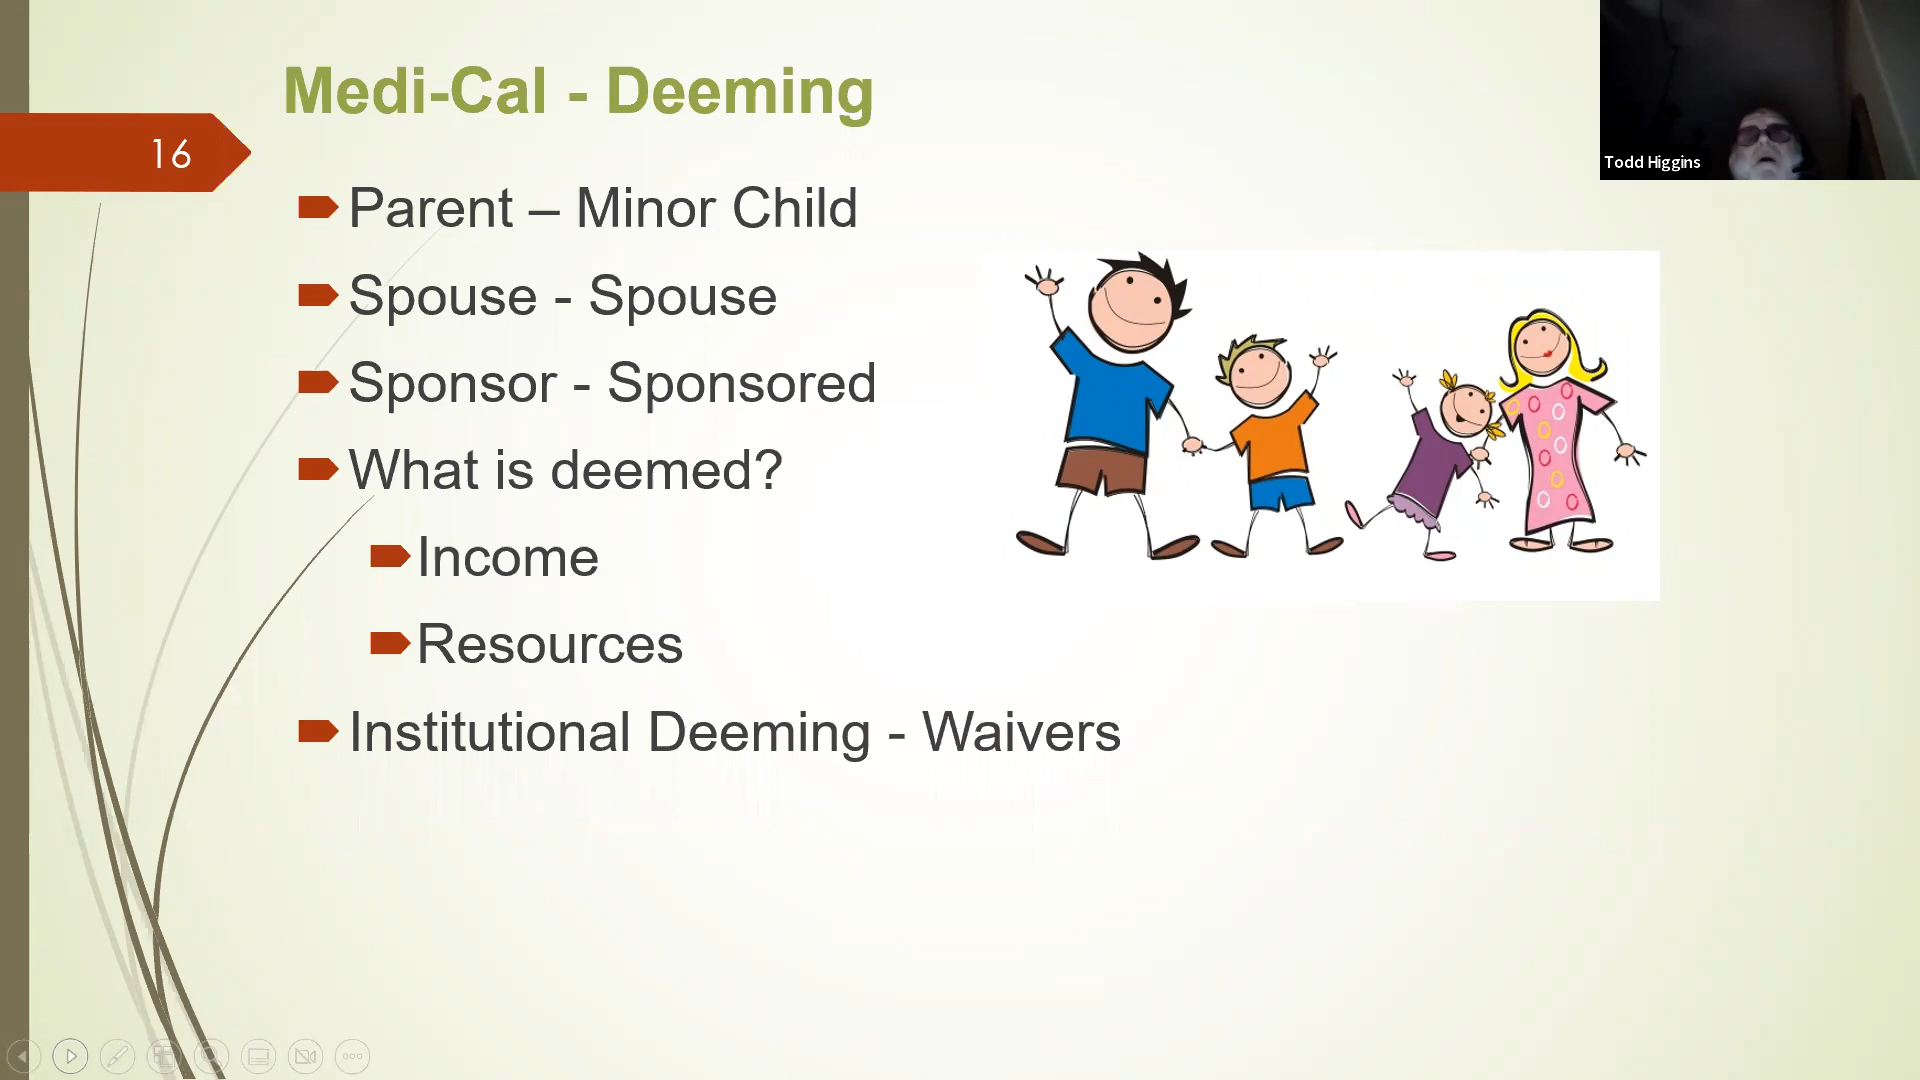 Medi-Cal - Deeming
16
Todd Higgins
Parent – Minor Child
Spouse - Spouse
Sponsor - Sponsored
What is deemed?
Income
Resources
Institutional Deeming - Waivers